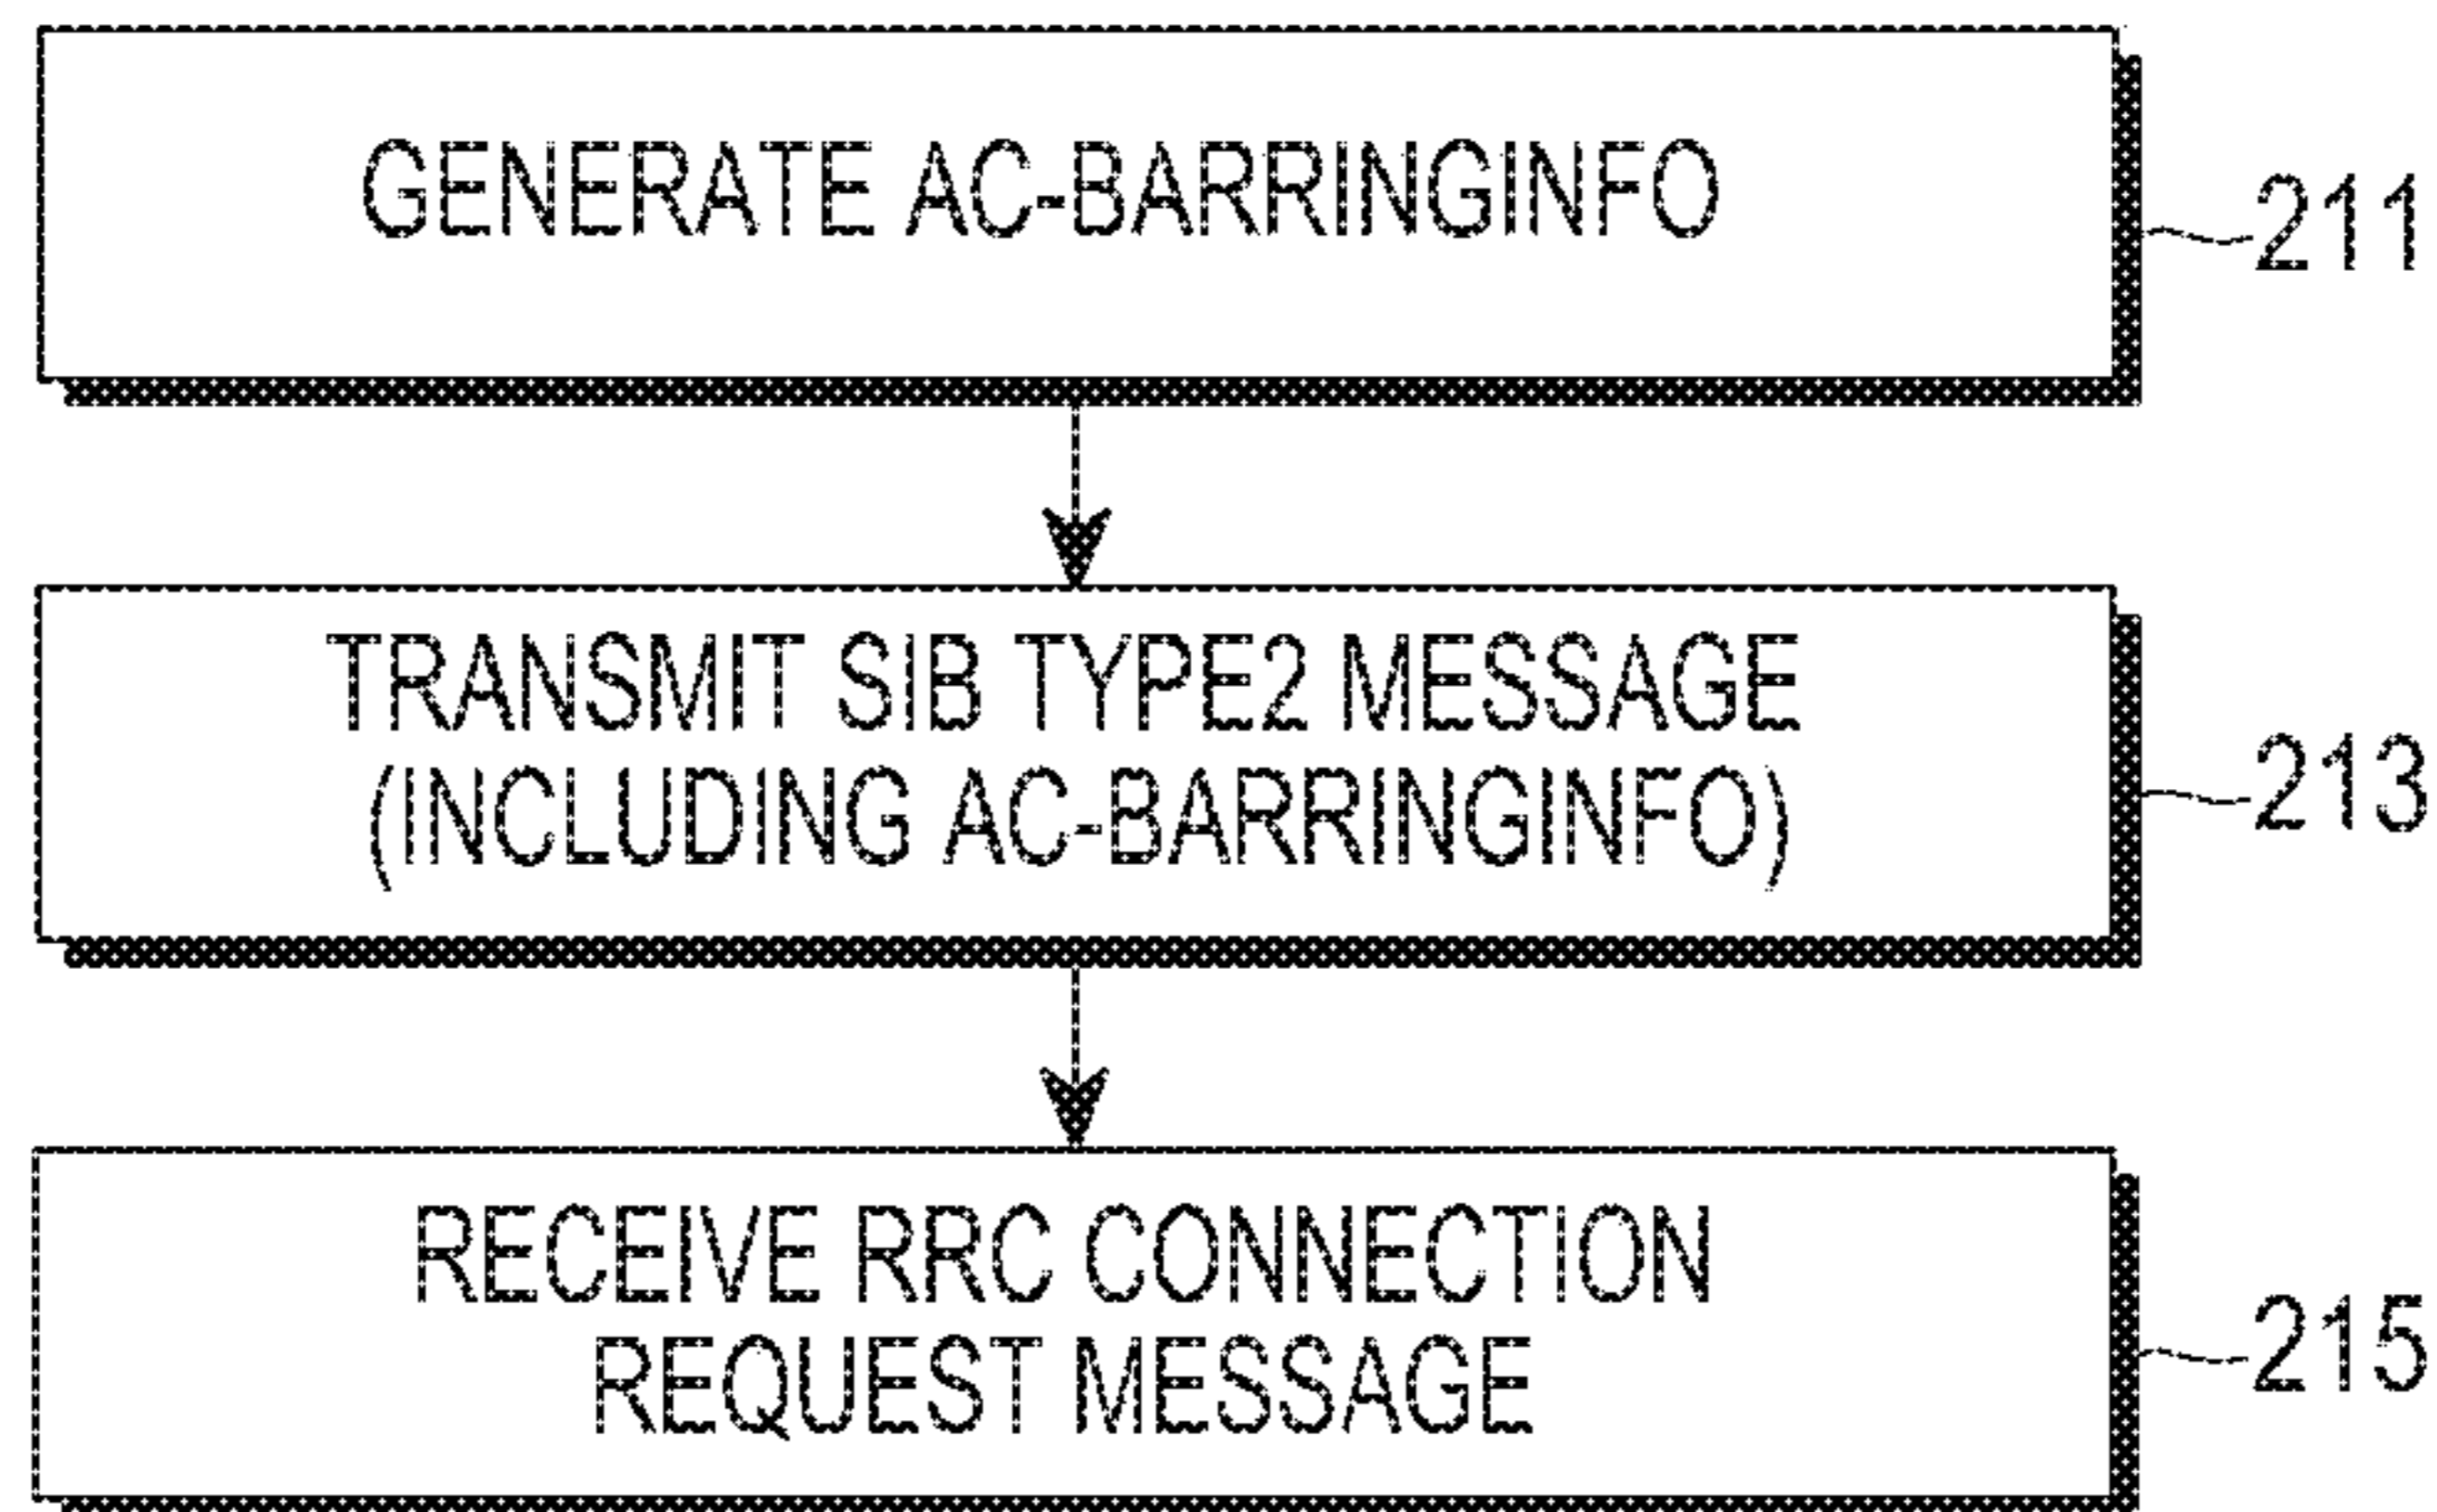 GENERATE AC-BARRINGINFO
211
TRANSMIT SIB TYPE2 MESSAGE
(INCLUDING AC-BARRINGINFO)
213
RECEIVE RRC CONNECTION
REQUEST MESSAGE
215